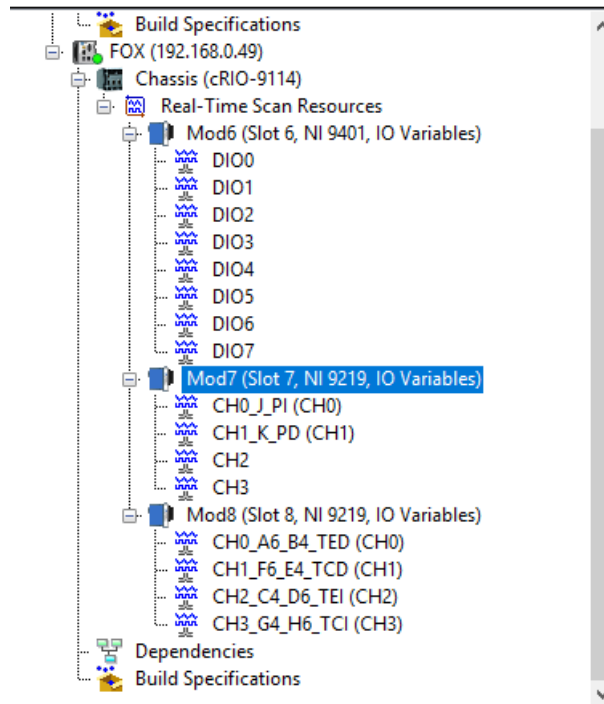 Build Specifications
FOX (192.168.0.49)
Chassis (cRIO-9114)
Real-Time Scan Resources
Mod6 (Slot 6, NI 9401, IO Variables)
DIO0
DIO1
DIO2
DIO3
DIO4
DIO5
DIO6
DIO7
Mod7 (Slot 7, NI 9219, IO Variables)
CH0_J_PI (CH0)
CH1_K_PD (CH1)
CH2
CH3
Mod8 (Slot 8, NI 9219, IO Variables)
CH0_A6_B4_TED (CH0)
CH1_F6_E4_TCD (CH1)
CH2_C4_D6_TEI (CH2)
CH3_G4_H6_TCI (CH3)
Dependencies
Build Specifications